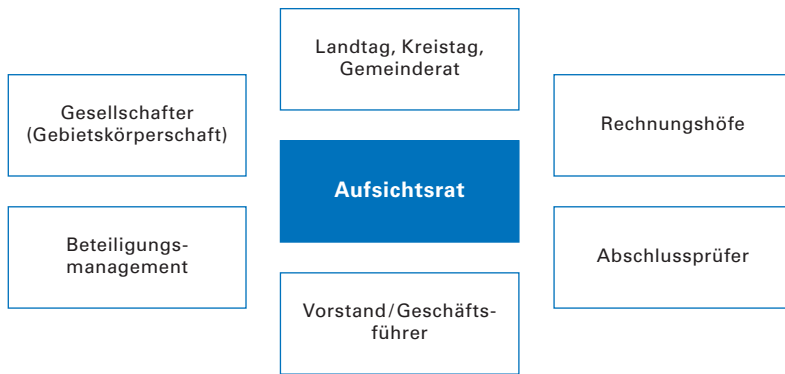 Landtag, Kreistag,
Gemeinderat
Gesellschafter
(Gebietskörperschaft)
Rechnungshöfe
Aufsichtsrat
Beteiligungs-
management
Abschlussprüfer
Vorstand/Geschäfts-
führer